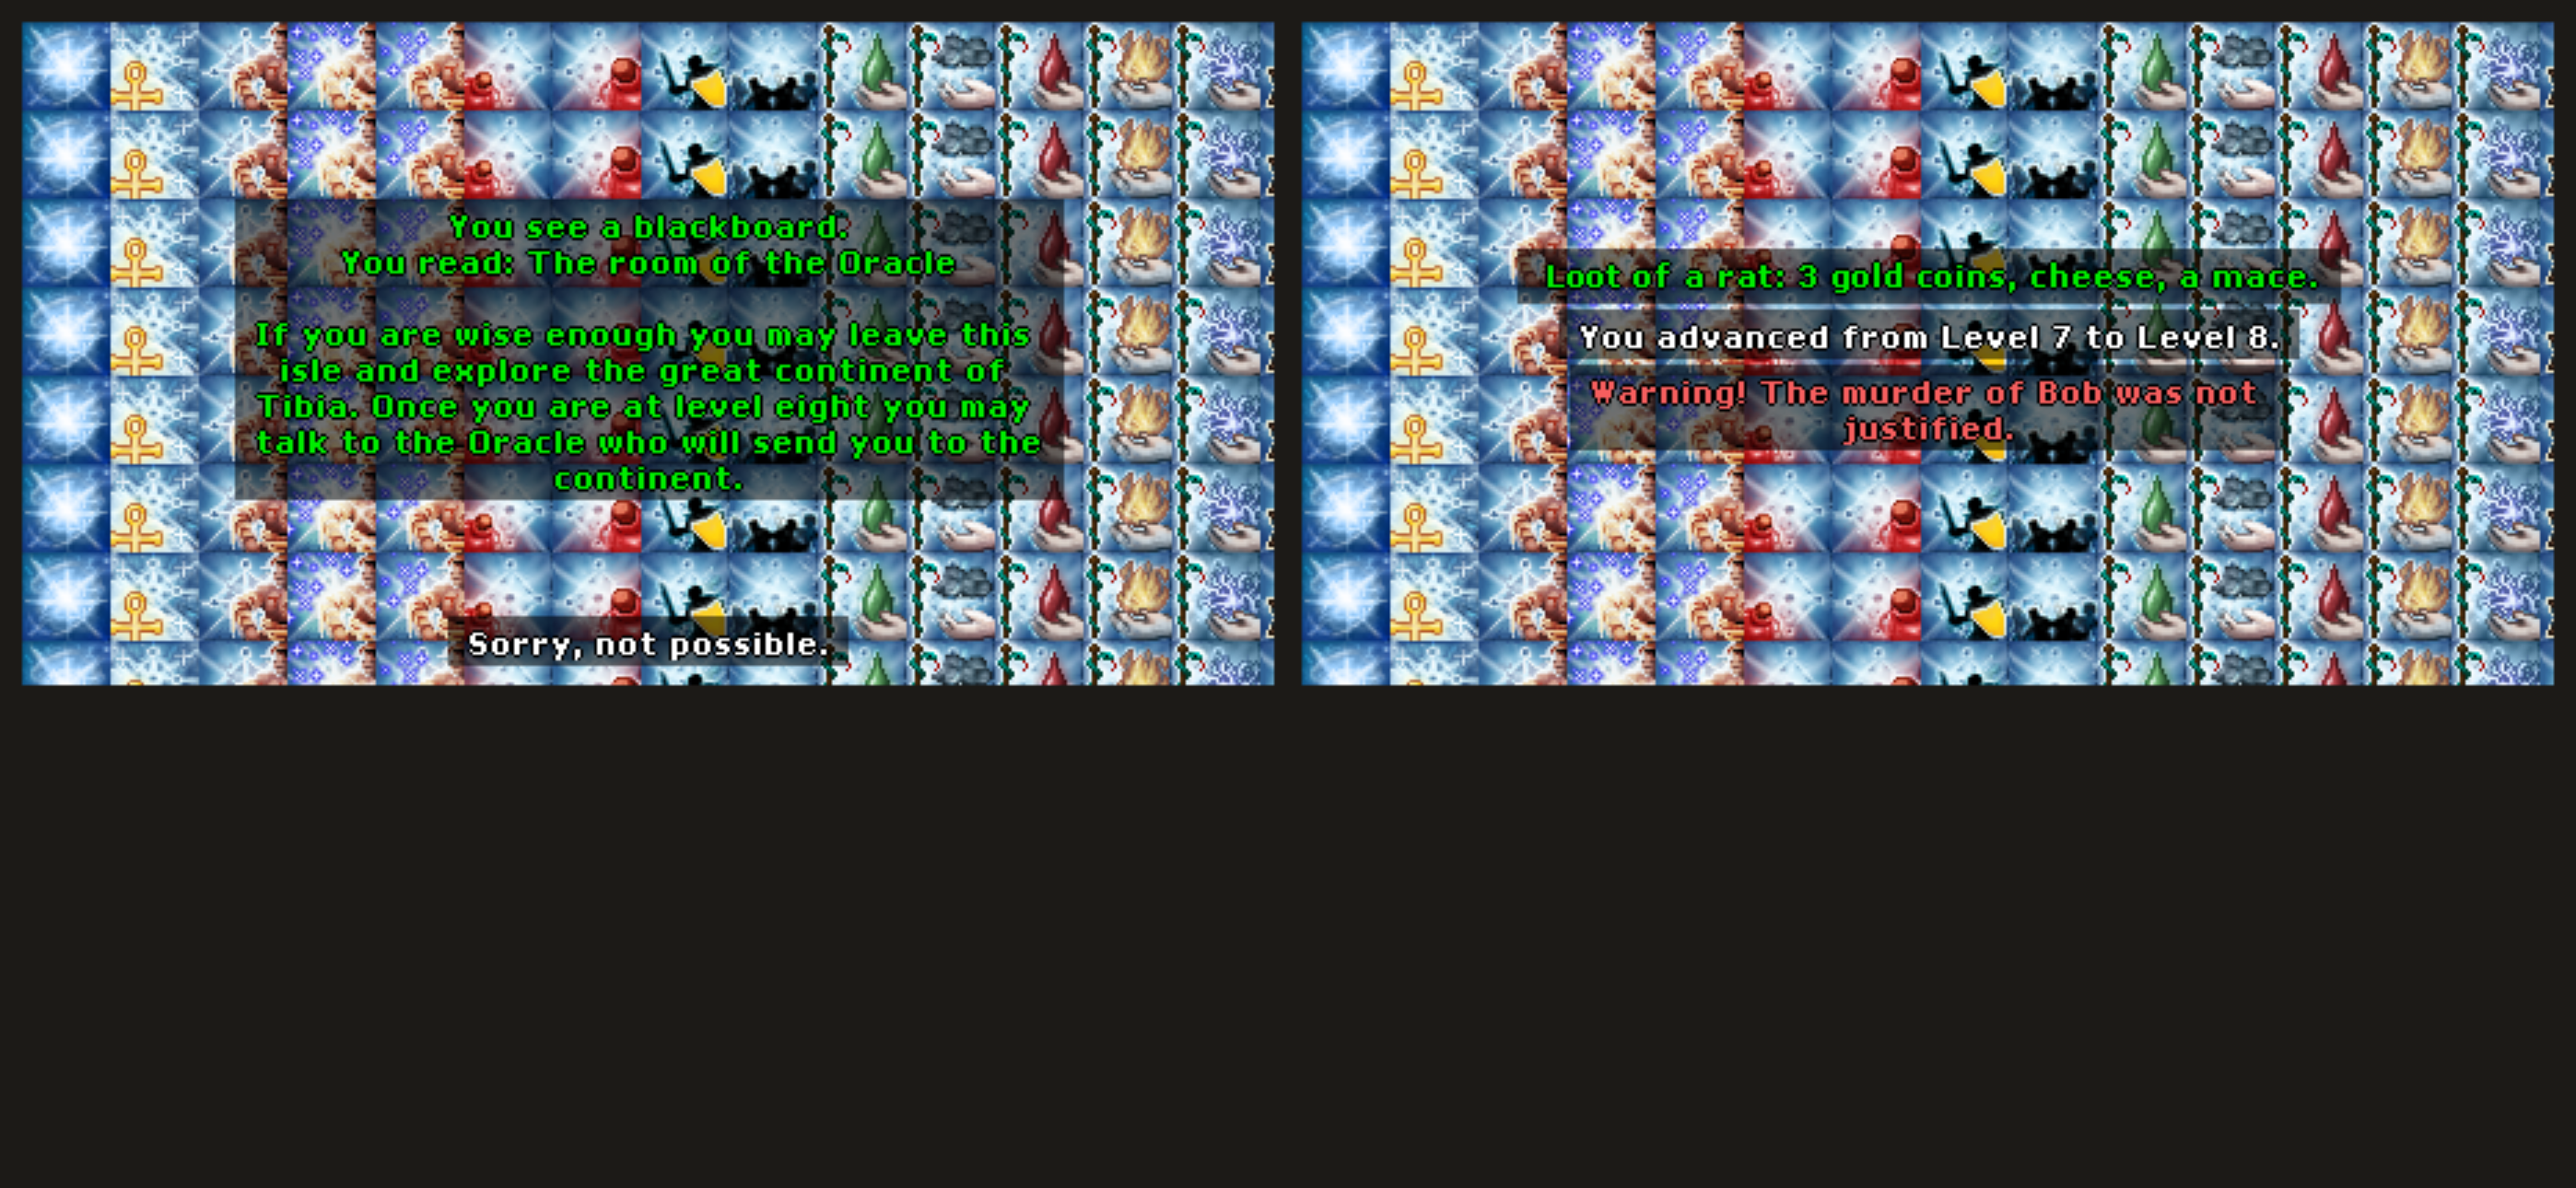 You see a blackboard.
You read: The room of the Oracle
If you are wise enough you may leave this
isle and explore the great continent of
Tibia. Once you are at level eight you may
talk to the Oracle who will send you to the
continent.
Sorry, not possible.
Loot of a rat: 3 gold coins, cheese, a mace.
You advanced from Level 7 to Level 8.
Warning! The murder of Bob was not
justified.